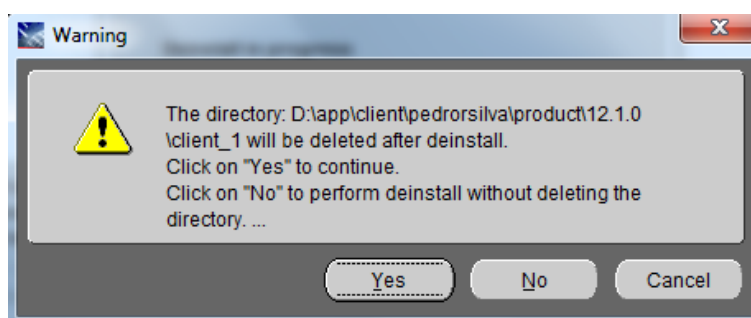 Warning
The directory: D:\app\client\pedrorsilva\product\12.1.0
\client_1 will be deleted after deinstall.
Click on "Yes" to continue.
Click on "No" to perform deinstall without deleting the
directory. ...
Yes
No
Cancel